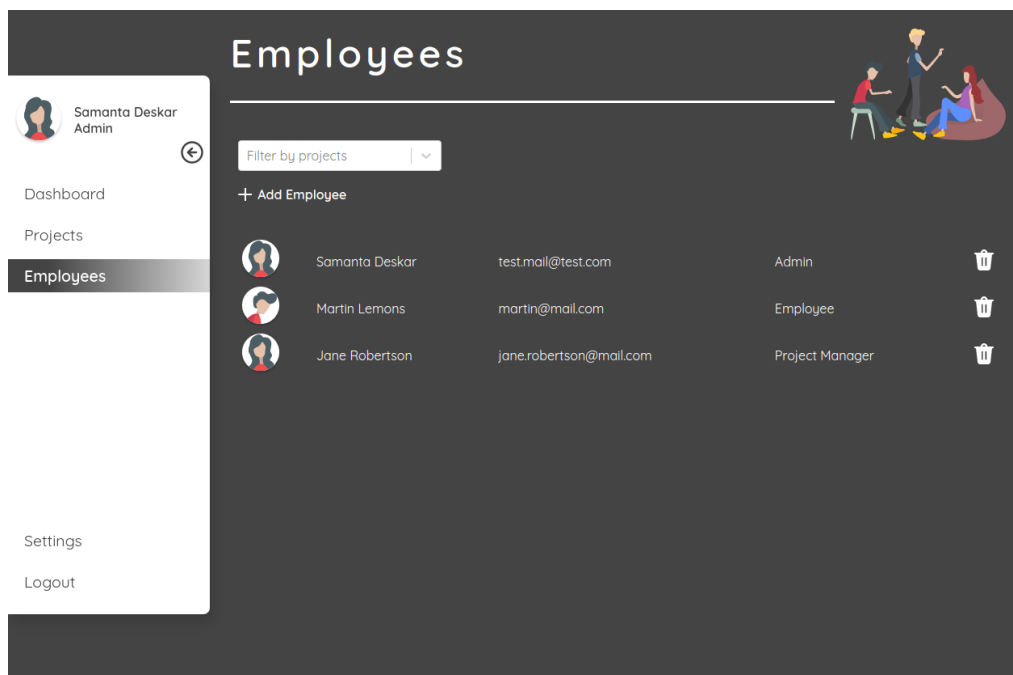 Employees
Samanta Deskar
Admin
Dashboard
Projects
Employees
Settings
Logout
Filter by projects
Add Employee
Samanta Deskar test.mail@test.com Admin
Martin Lemons martin@mail.com Employee
Jane Robertson jane.robertson@mail.com Project Manager